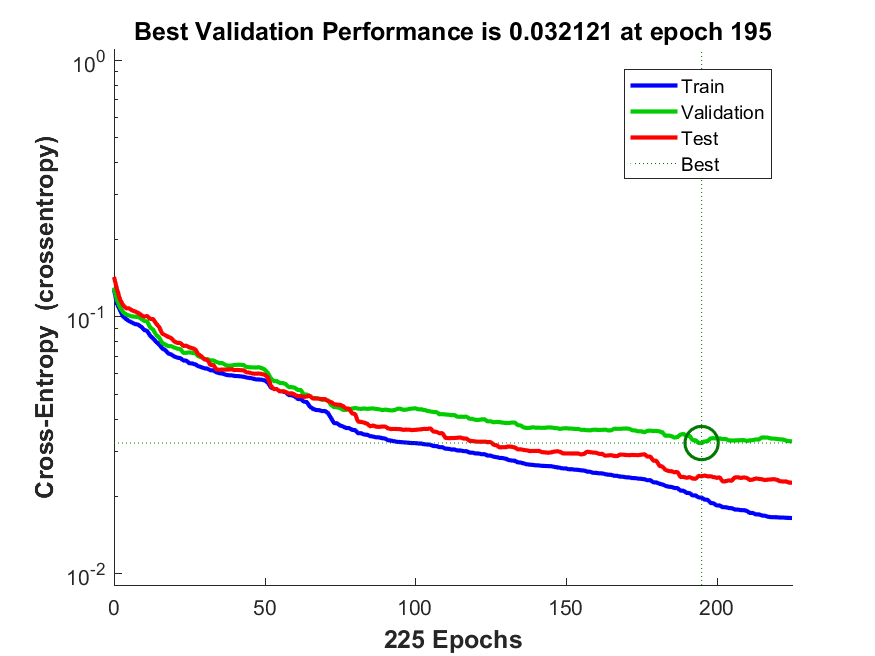 Best Validation Performance is 0.032121 at epoch 195
10^0
10^-1
10^-2
Cross-Entropy (crossentropy)
Train
Validation
Test
Best
0 50 100 150 200
225 Epochs